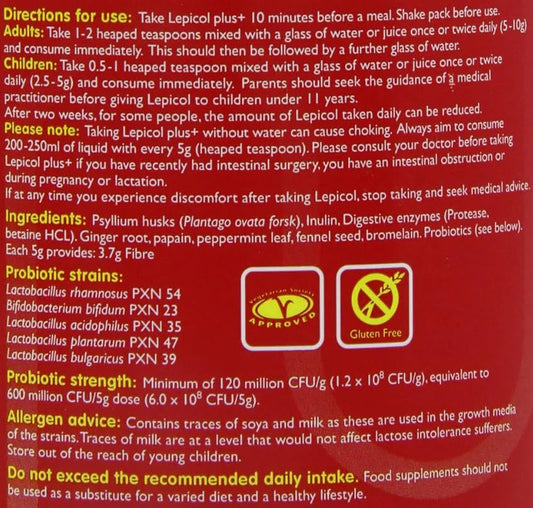 Directions for use: Take Lepicol plus+ 10 minutes before a meal. Shake pack before use.
Adults: Take 1-2 heaped teaspoons mixed with a glass of water or juice once or twice daily (5-10g)
and consume immediately. This should then be followed by a further glass of water.
Children: Take 0.5-1 heaped teaspoon mixed with a glass of water or juice once or twice
daily (2.5-5g) and consume immediately. Parents should seek the guidance of a medical
practitioner before giving Lepicol to children under 11 years.
After two weeks, for some people, the amount of Lepicol taken daily can be reduced.
Please note: Taking Lepicol plus+ without water can cause choking. Always aim to consume
200-250ml of liquid with every 5g (heaped teaspoon). Please consult your doctor before taking
Lepicol plus+ if you have recently had intestinal surgery, you have an intestinal obstruction or
during pregnancy or lactation.
If at any time you experience discomfort after taking Lepicol, stop taking and seek medical advice.
Ingredients: Psyllium husks (Plantago ovata forsk), Inulin, Digestive enzymes (Protease,
betaine HCL). Ginger root, papain, peppermint leaf, fennel seed, bromelain. Probiotics (see below).
Each 5g provides: 3.7g Fibre
Probiotic strains:
Lactobacillus rhamnosus PXN 54
Bifidobacterium bifidum PXN 23
Lactobacillus acidophilus PXN 35
Lactobacillus plantarum PXN 47
Lactobacillus bulgaricus PXN 39
Vegetarian Society
APPROVED
Gluten Free
Probiotic strength: Minimum of 120 million CFU/g (1.2 x 10⁸ CFU/g), equivalent to
600 million CFU/5g dose (6.0 x 10⁸ CFU/5g).
Allergen advice: Contains traces of soya and milk as these are used in the growth media
of the strains. Traces of milk are at a level that would not affect lactose intolerance sufferers.
Store out of the reach of young children.
Do not exceed the recommended daily intake. Food supplements should not
be used as a substitute for a varied diet and a healthy lifestyle.